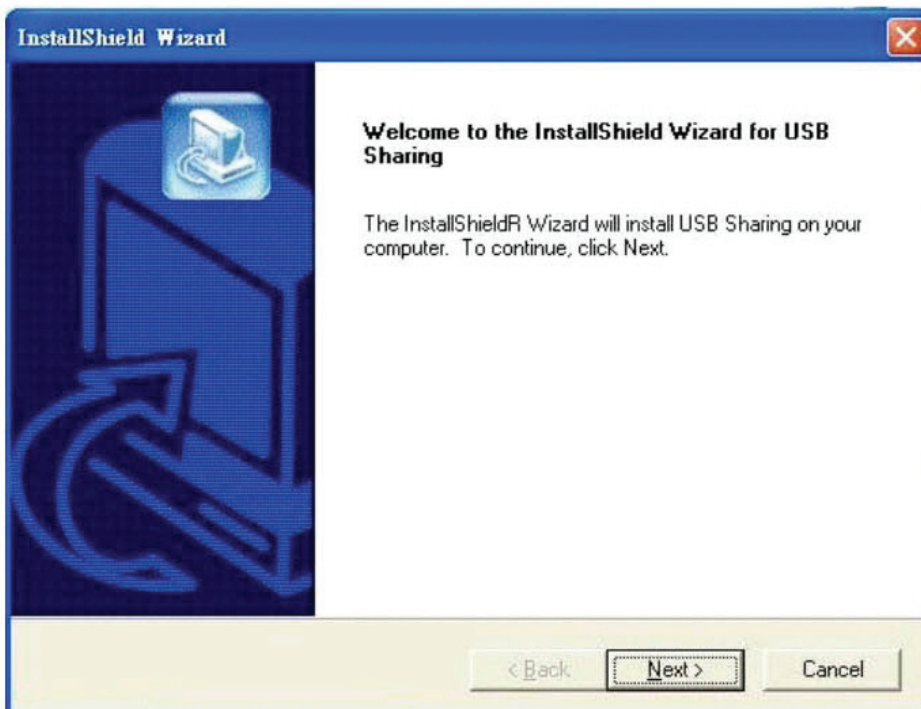 InstallShield Wizard
Welcome to the InstallShield Wizard for USB
Sharing
The InstallShieldR Wizard will install USB Sharing on your
computer.  To continue, click Next.
< Back
Next >
Cancel